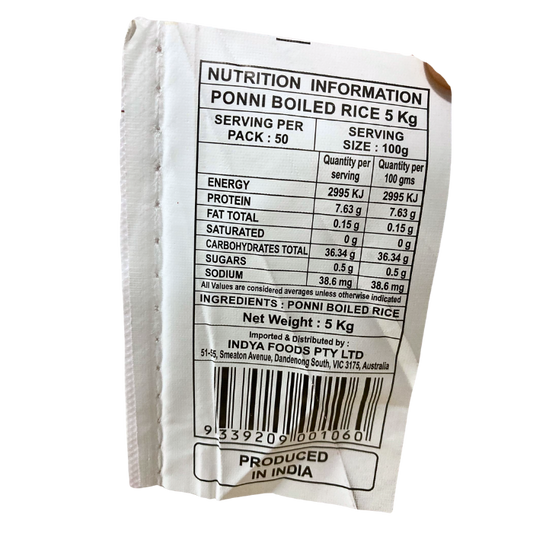 NUTRITION INFORMATION
PONNI BOILED RICE 5 Kg
SERVING PER PACK : 50 SERVING SIZE : 100g
Quantity per serving Quantity per 100 gms
ENERGY 2995 KJ 2995 KJ
PROTEIN 7.63 g 7.63 g
FAT TOTAL 0.15 g 0.15 g
SATURATED 0 g 0 g
CARBOHYDRATES TOTAL 36.34 g 36.34 g
SUGARS 0.5 g 0.5 g
SODIUM 38.6 mg 38.6 mg
All Values are considered averages unless otherwise indicated
INGREDIENTS : PONNI BOILED RICE
Net Weight : 5 Kg
Imported & Distributed by :
INDYA FOODS PTY LTD
51-55, Smeaton Avenue, Dandenong South, VIC 3175, Australia
9 339209 001060
PRODUCED
IN INDIA